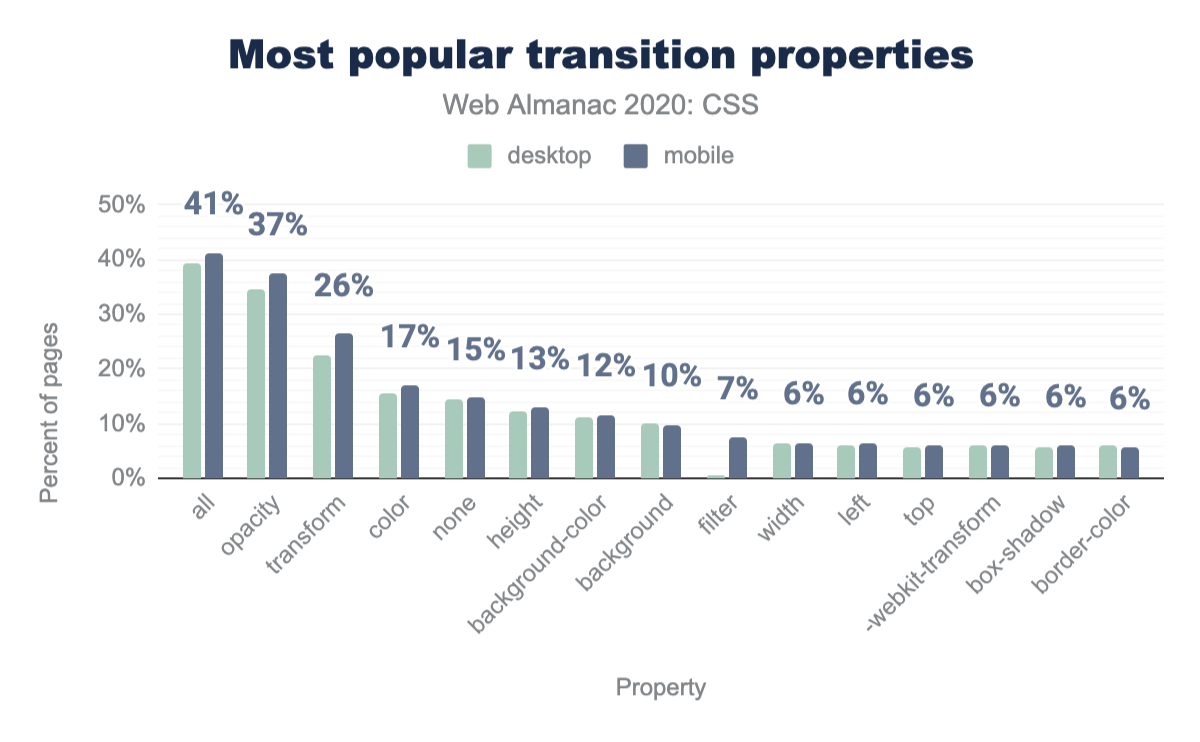 Most popular transition properties
Web Almanac 2020: CSS
desktop mobile
50%
40%
30%
20%
10%
0%
Percent of pages
41%
37%
26%
17%
15%
13%
12%
10%
7%
6%
6%
6%
6%
6%
6%
all
opacity
transform
color
none
height
background-color
background
filter
width
left
top
-webkit-transform
box-shadow
border-color
Property